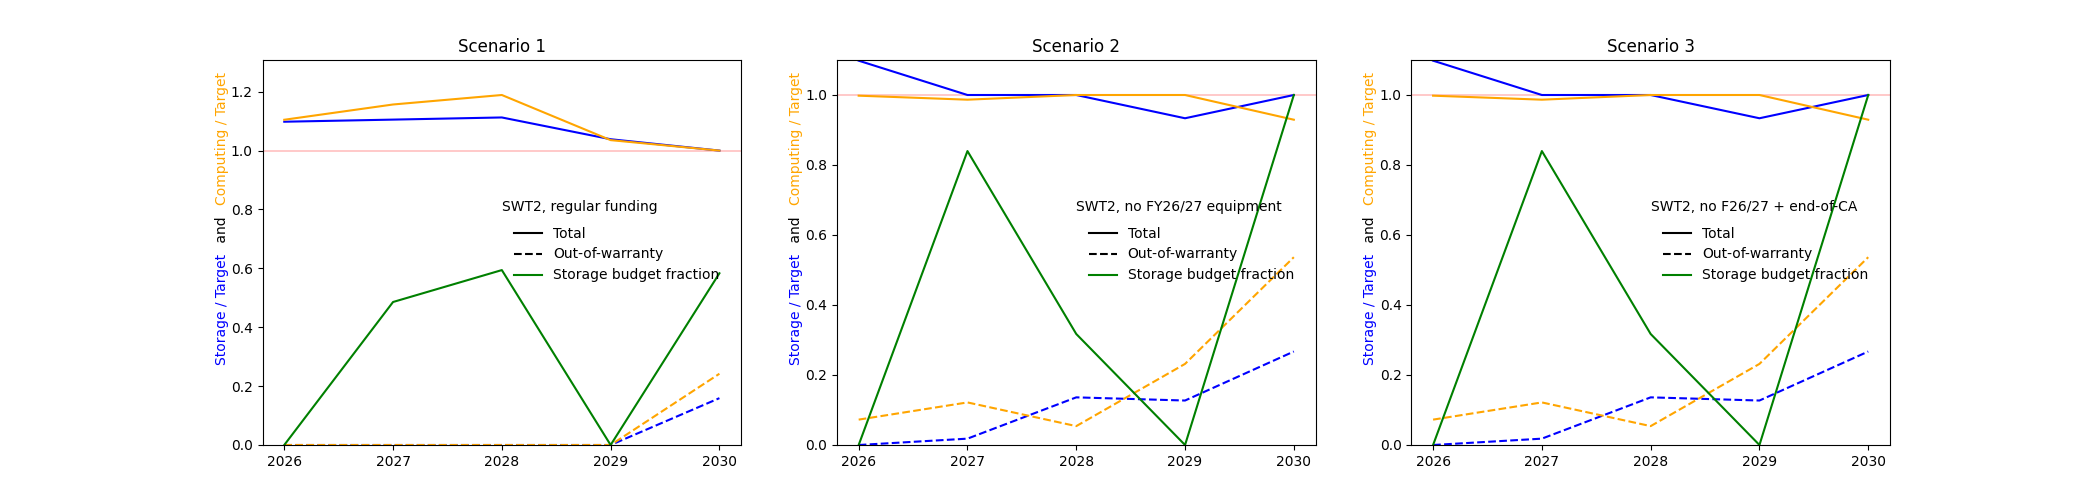 Scenario 1
Storage / Target and Computing / Target
1.2
1.0
0.8
0.6
0.4
0.2
0.0
SWT2, regular funding
Total
Out-of-warranty
Storage budget fraction
2026 2027 2028 2029 2030
Scenario 2
Storage / Target and Computing / Target
1.0
0.8
0.6
0.4
0.2
0.0
SWT2, no FY26/27 equipment
Total
Out-of-warranty
Storage budget fraction
2026 2027 2028 2029 2030
Scenario 3
Storage / Target and Computing / Target
1.0
0.8
0.6
0.4
0.2
0.0
SWT2, no F26/27 + end-of-CA
Total
Out-of-warranty
Storage budget fraction
2026 2027 2028 2029 2030